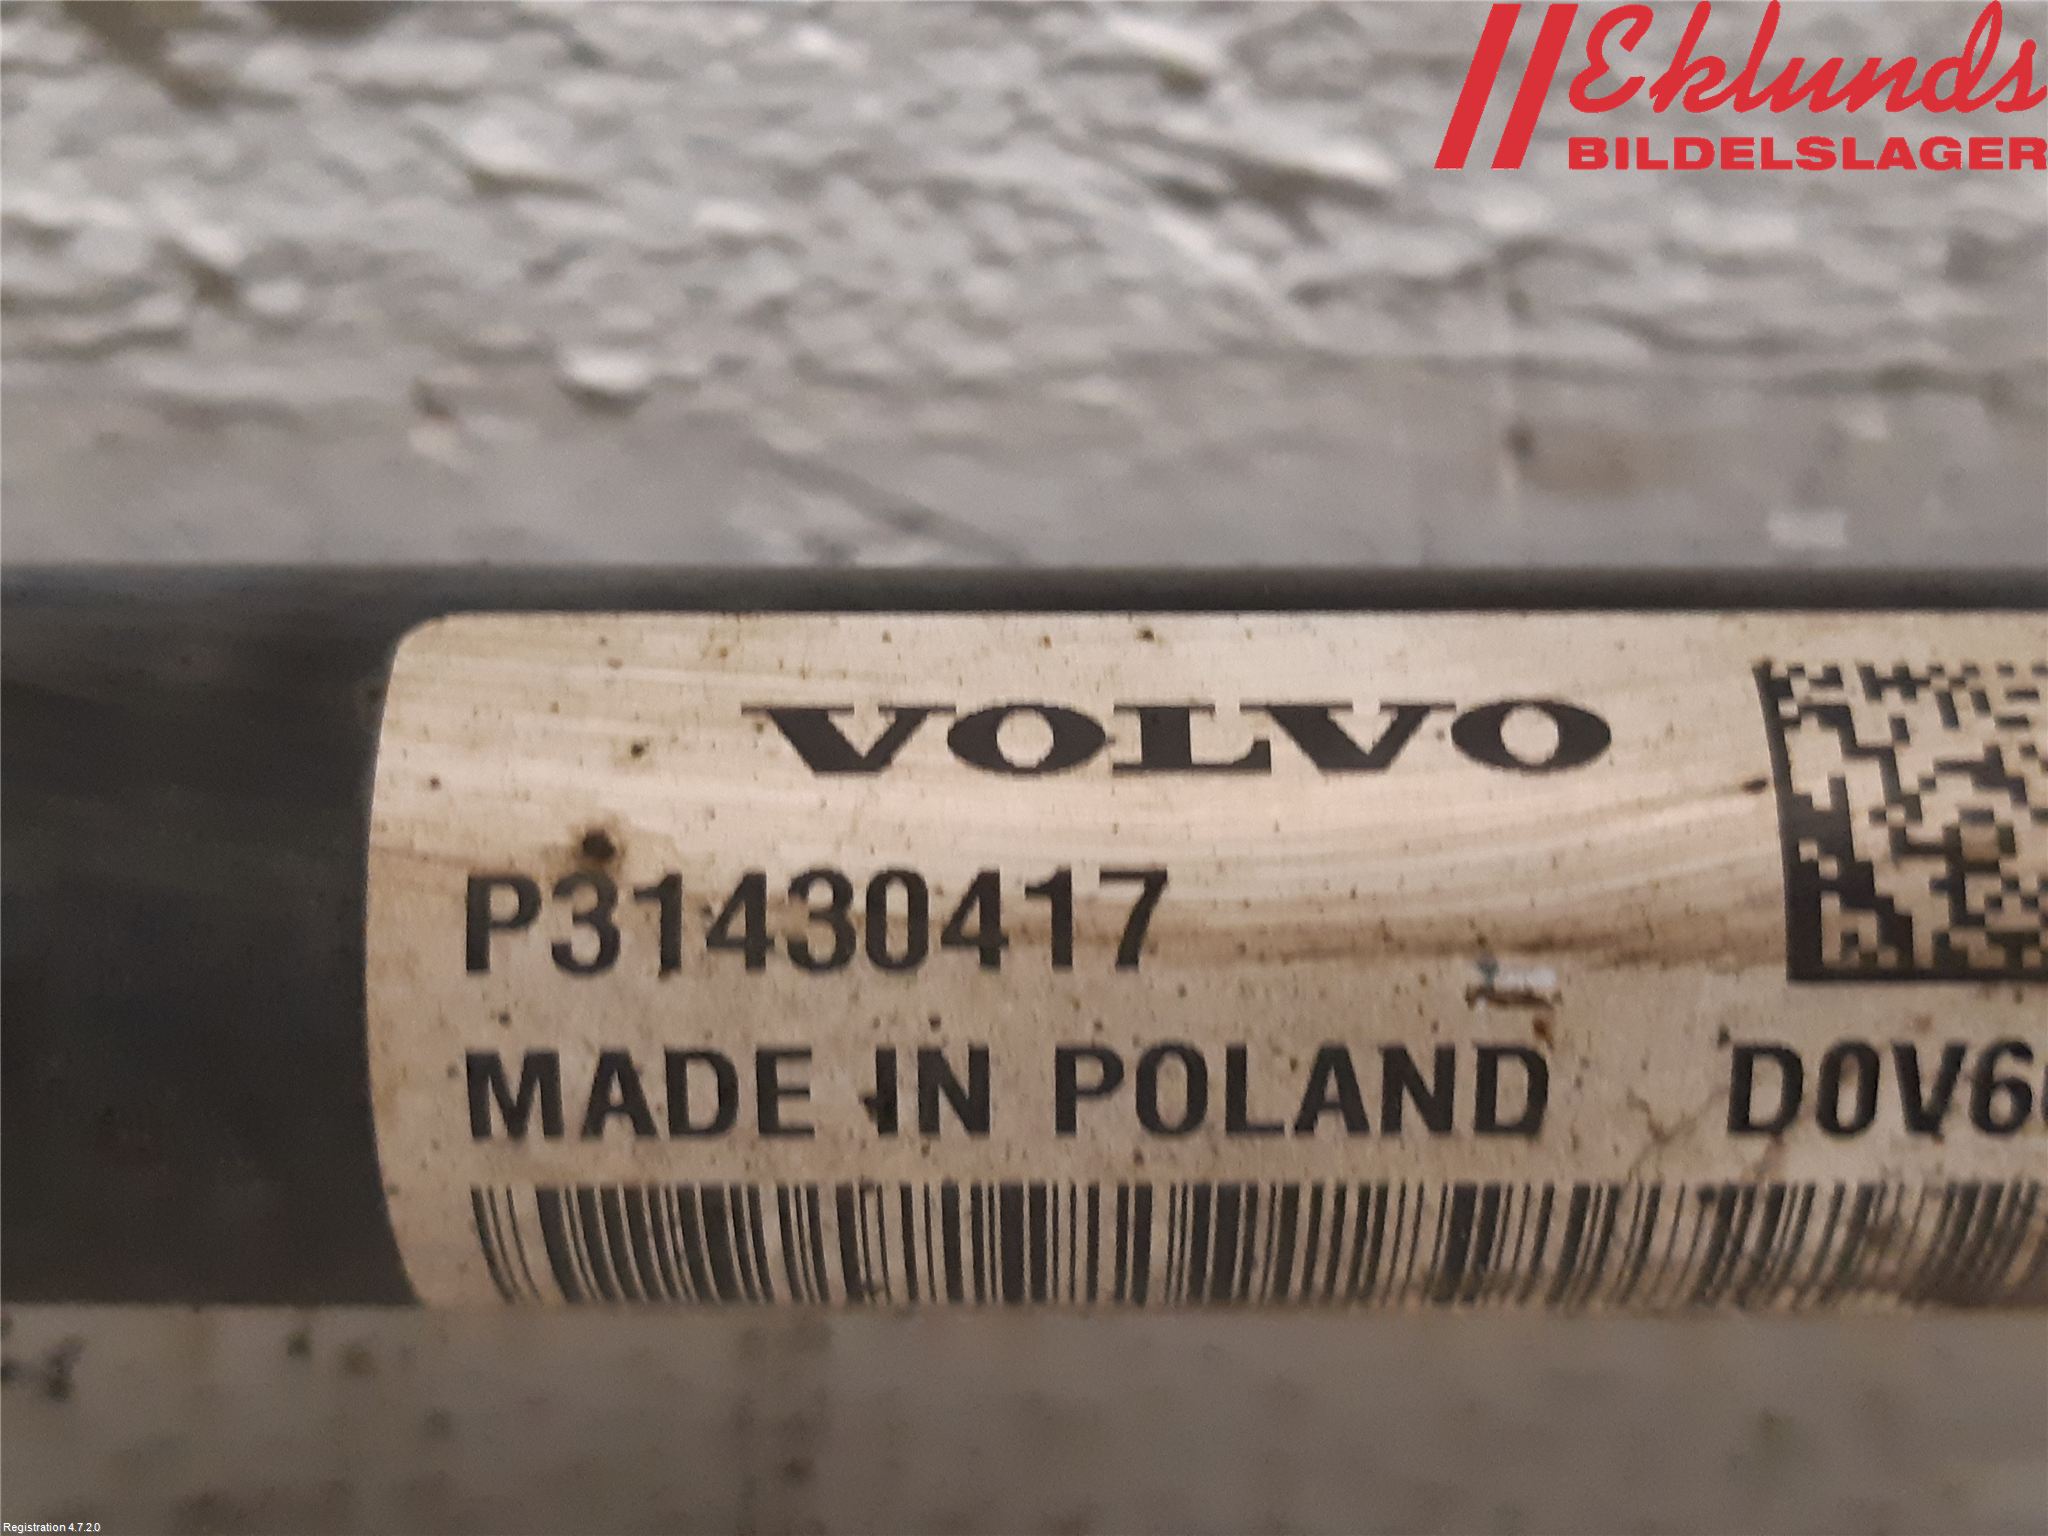 Eklunds
BILDELSLAGER
VOLVO
P31430417
MADE IN POLAND D0V6
Registration 4.7.2.0